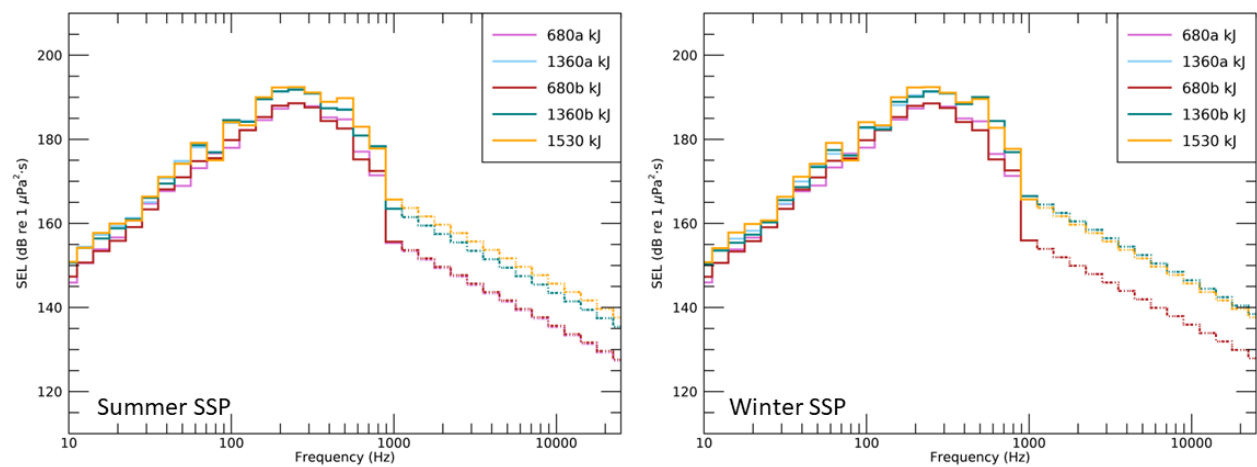 200
180
160
140
120
SEL (dB re 1 μPa²·s)
680a kJ
1360a kJ
680b kJ
1360b kJ
1530 kJ
Summer SSP
10
100
1000
10000
Frequency (Hz)
200
180
160
140
120
SEL (dB re 1 μPa²·s)
680a kJ
1360a kJ
680b kJ
1360b kJ
1530 kJ
Winter SSP
10
100
1000
10000
Frequency (Hz)